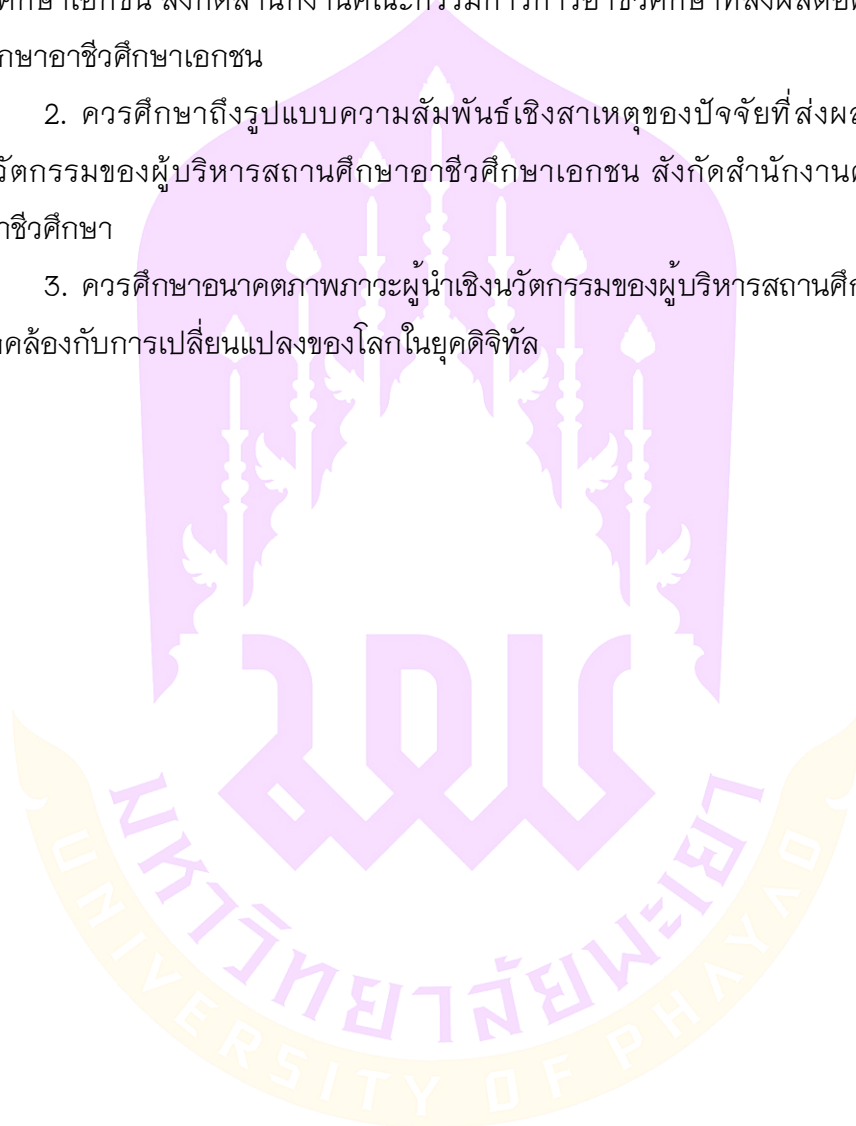 ศึกษาเอกชน สังกัดสำนักงานคณะกรรมการการอาชีวศึกษาที่ส่งผลต่อ
กษาอาชีวศึกษาเอกชน
2. ควรศึกษาถึงรูปแบบความสัมพันธ์เชิงสาเหตุของปัจจัยที่ส่งผล
วัตกรรมของผู้บริหารสถานศึกษาอาชีวศึกษาเอกชน สังกัดสำนักงานค
าชีวศึกษา
3. ควรศึกษาอนาคตภาพภาวะผู้นำเชิงนวัตกรรมของผู้บริหารสถานศึก
คล้องกับการเปลี่ยนแปลงของโลกในยุคดิจิทัล
มหาวิทยาลัยพะเยา
UNIVERSITY OF PHAYAO